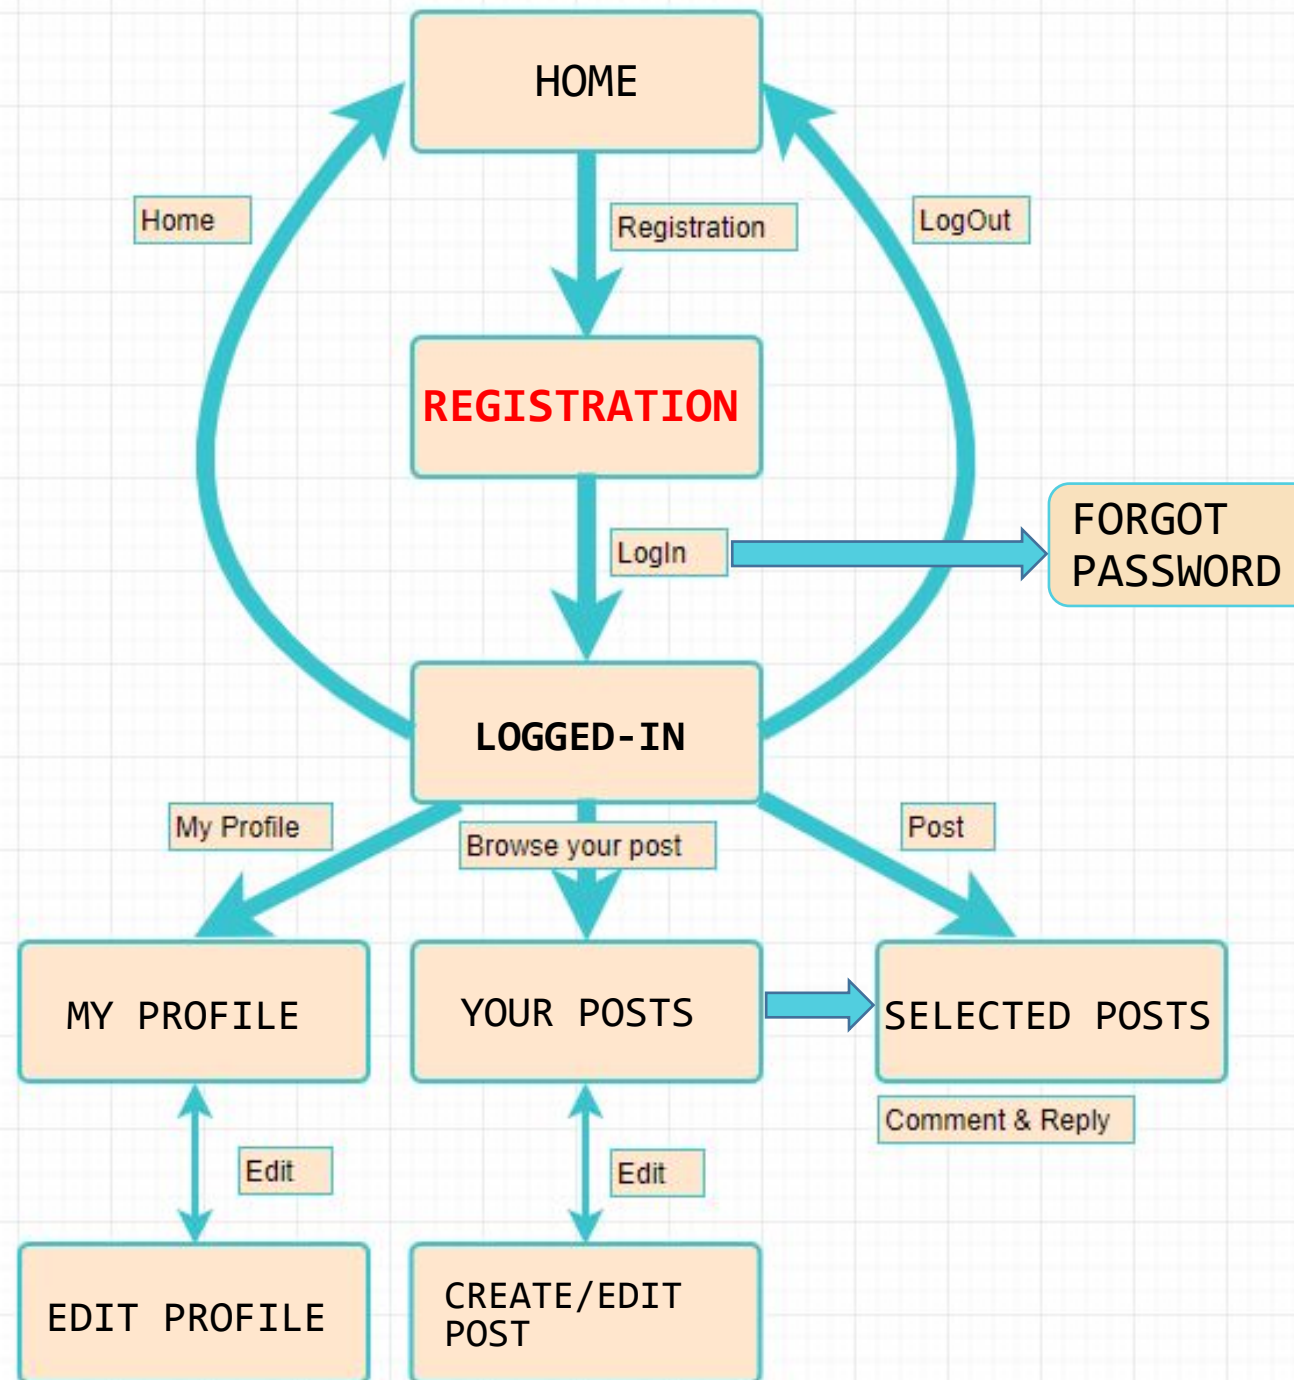 HOME
Home
Registration
LogOut
REGISTRATION
LogIn
FORGOT
PASSWORD
LOGGED-IN
My Profile
Browse your post
Post
MY PROFILE
YOUR POSTS
SELECTED POSTS
Comment & Reply
Edit
Edit
EDIT PROFILE
CREATE/EDIT
POST